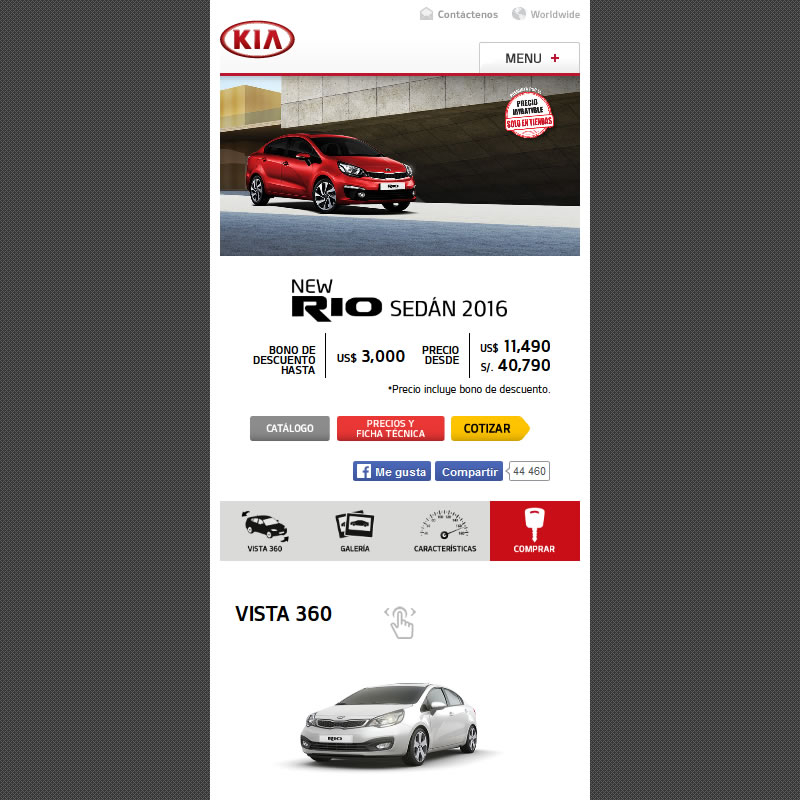 Contáctenos
Worldwide
KIA
MENU +
PRECIO
IMBATIBLE
SOLO EN TIENDAS
RIO
NEW
RIO SEDÁN 2016
BONO DE
DESCUENTO
HASTA
US$ 3,000
PRECIO
DESDE
US$ 11,490
S/. 40,790
*Precio incluye bono de descuento.
CATÁLOGO
PRECIOS Y
FICHA TÉCNICA
COTIZAR
Me gusta
Compartir
44 460
VISTA 360
GALERÍA
CARACTERÍSTICAS
COMPRAR
VISTA 360
RIO